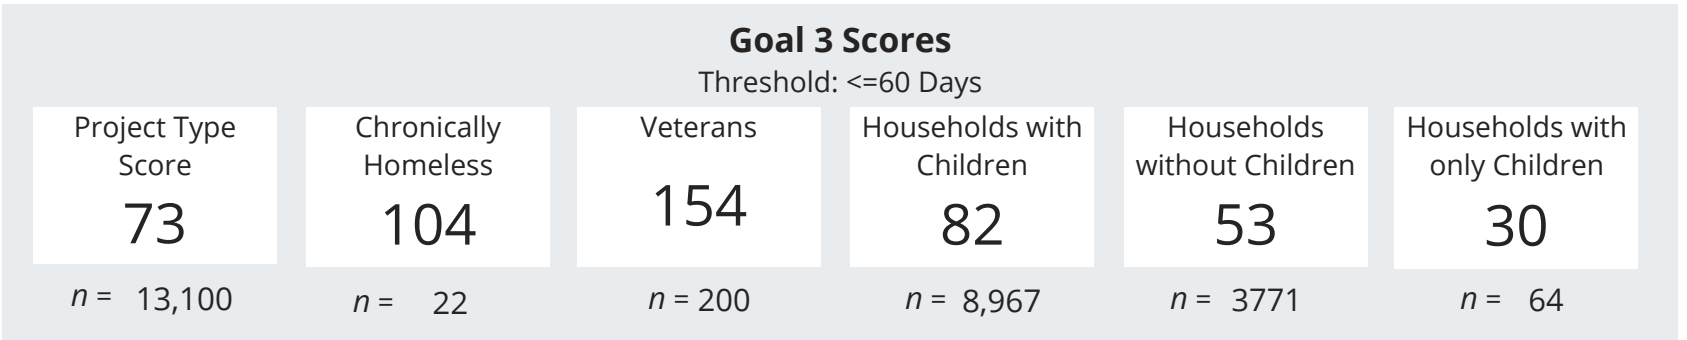 Goal 3 Scores
Threshold: <=60 Days
Project Type
Score
73
n = 13,100
Chronically
Homeless
104
n = 22
Veterans
154
n = 200
Households with
Children
82
n = 8,967
Households
without Children
53
n = 3771
Households with
only Children
30
n = 64